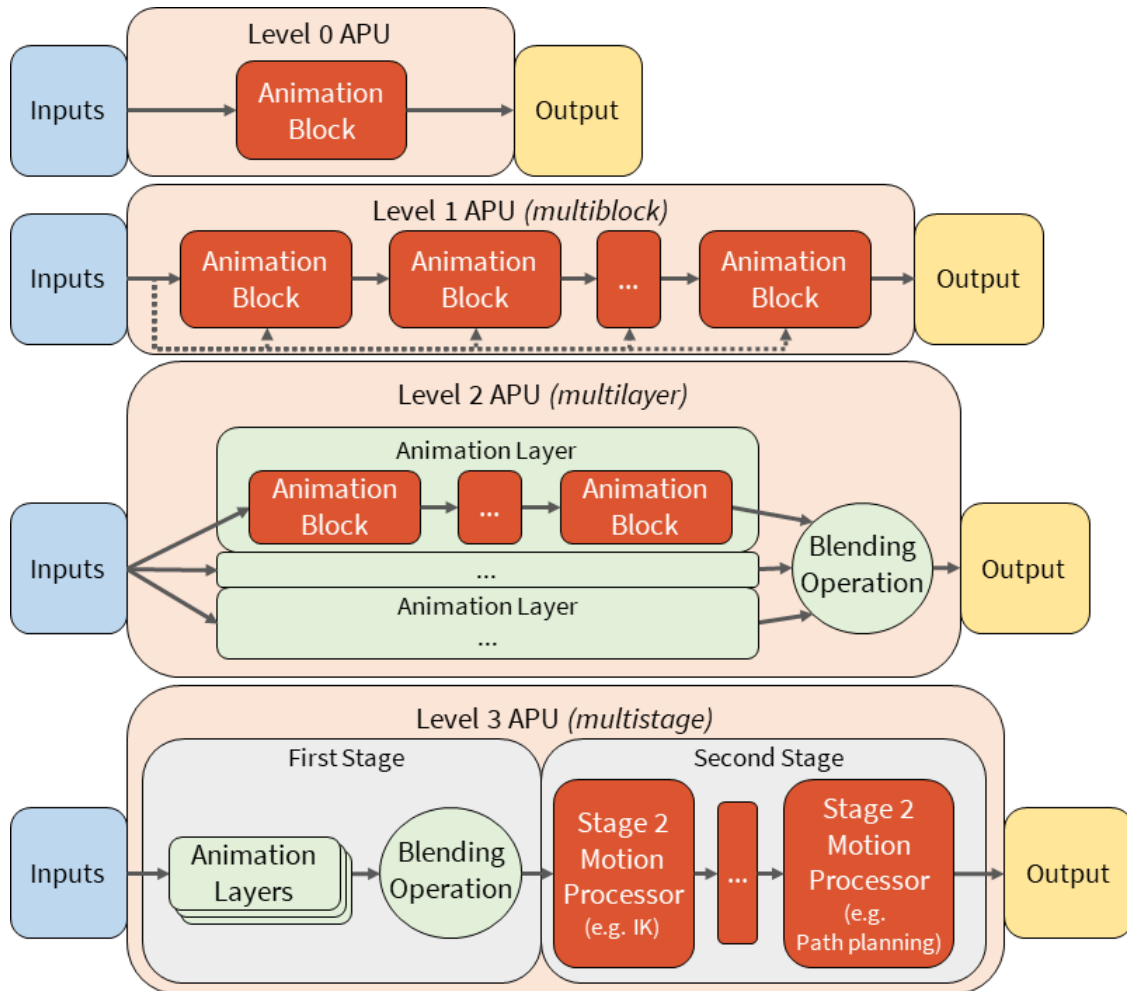 Level 0 APU
Inputs
Animation
Block
Output
Level 1 APU (multiblock)
Inputs
Animation
Block
Animation
Block
...
Animation
Block
Output
Level 2 APU (multilayer)
Animation Layer
Inputs
Animation
Block
...
Animation
Block
Blending
Operation
Output
...
Animation Layer
...
Level 3 APU (multistage)
First Stage
Second Stage
Inputs
Animation
Layers
Blending
Operation
Stage 2
Motion
Processor
(e.g. IK)
...
Stage 2
Motion
Processor
(e.g.
Path planning)
Output